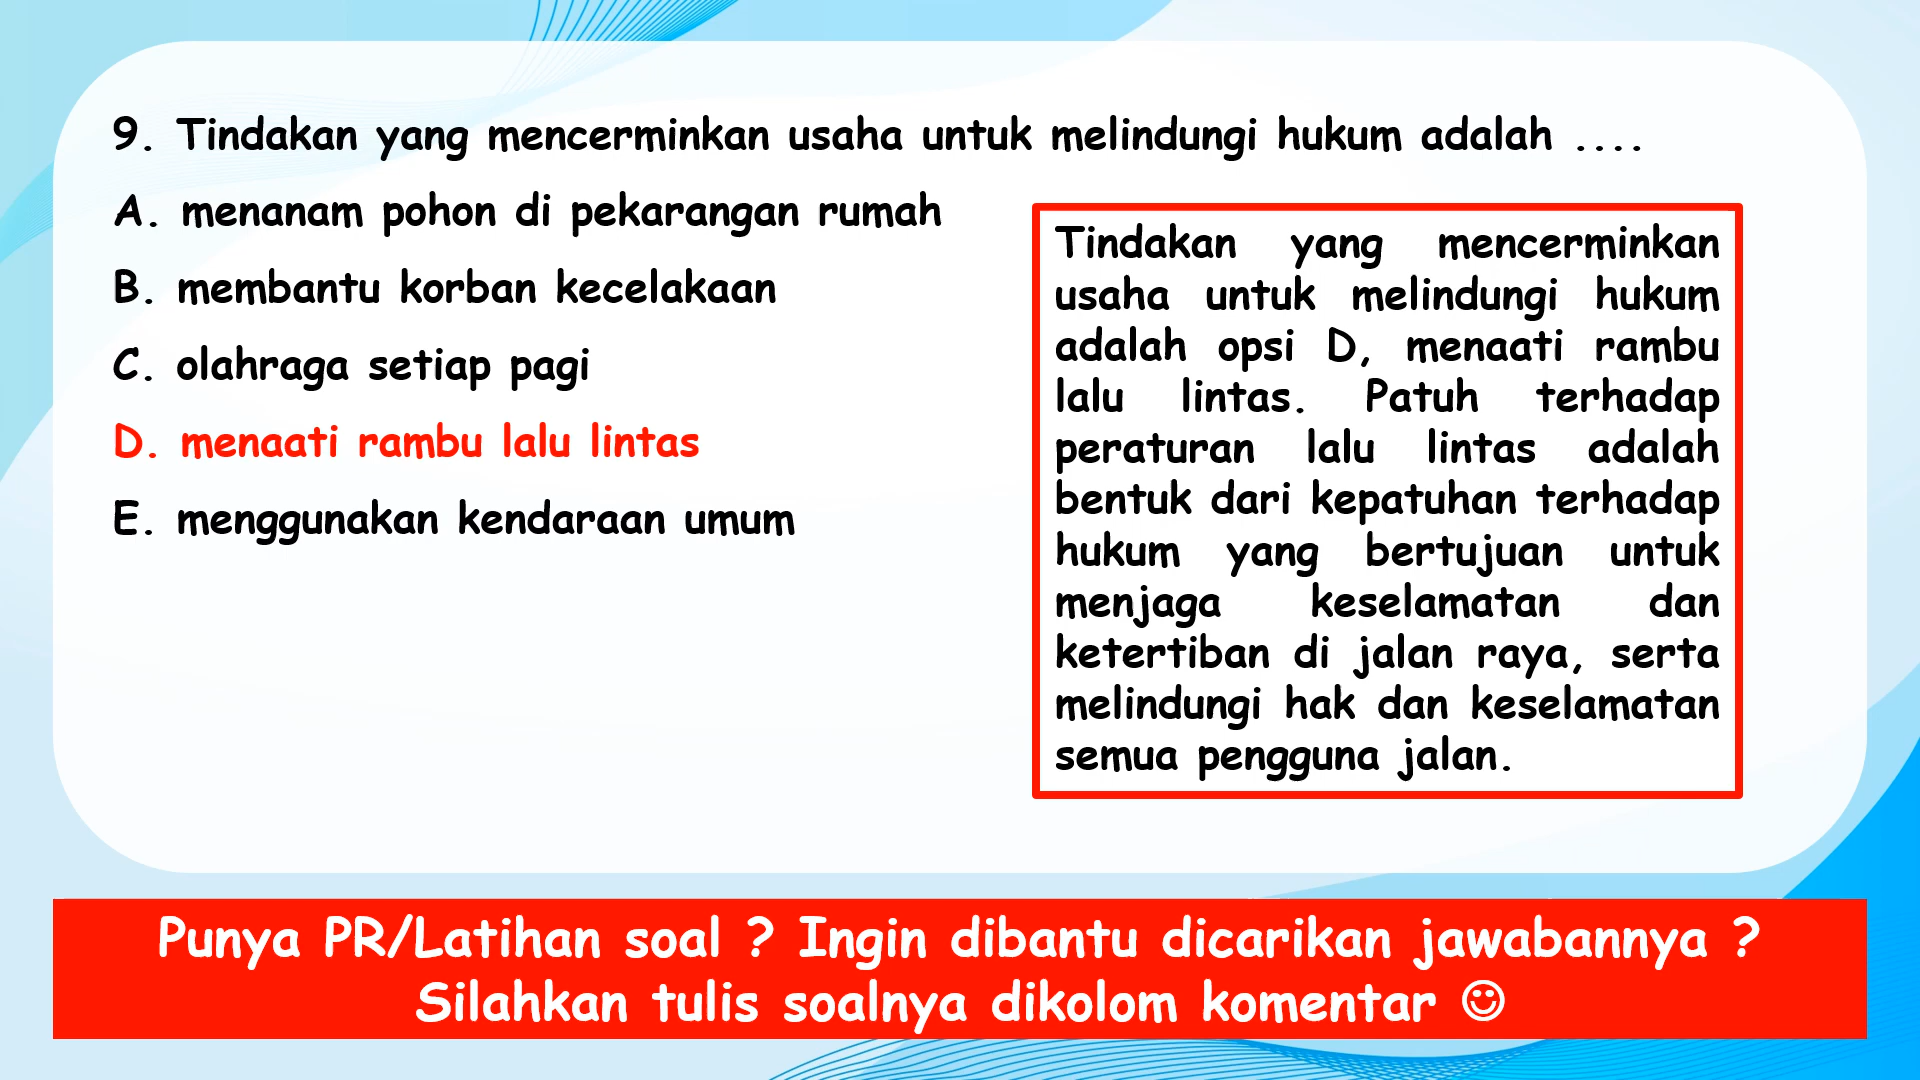 9. Tindakan yang mencerminkan usaha untuk melindungi hukum adalah ....
A. menanam pohon di pekarangan rumah
B. membantu korban kecelakaan
C. olahraga setiap pagi
D. menaati rambu lalu lintas
E. menggunakan kendaraan umum
Tindakan yang mencerminkan
usaha untuk melindungi hukum
adalah opsi D, menaati rambu
lalu lintas. Patuh terhadap
peraturan lalu lintas adalah
bentuk dari kepatuhan terhadap
hukum yang bertujuan untuk
menjaga keselamatan dan
ketertiban di jalan raya, serta
melindungi hak dan keselamatan
semua pengguna jalan.
Punya PR/Latihan soal ? Ingin dibantu dicarikan jawabannya ?
Silahkan tulis soalnya dikolom komentar ☺